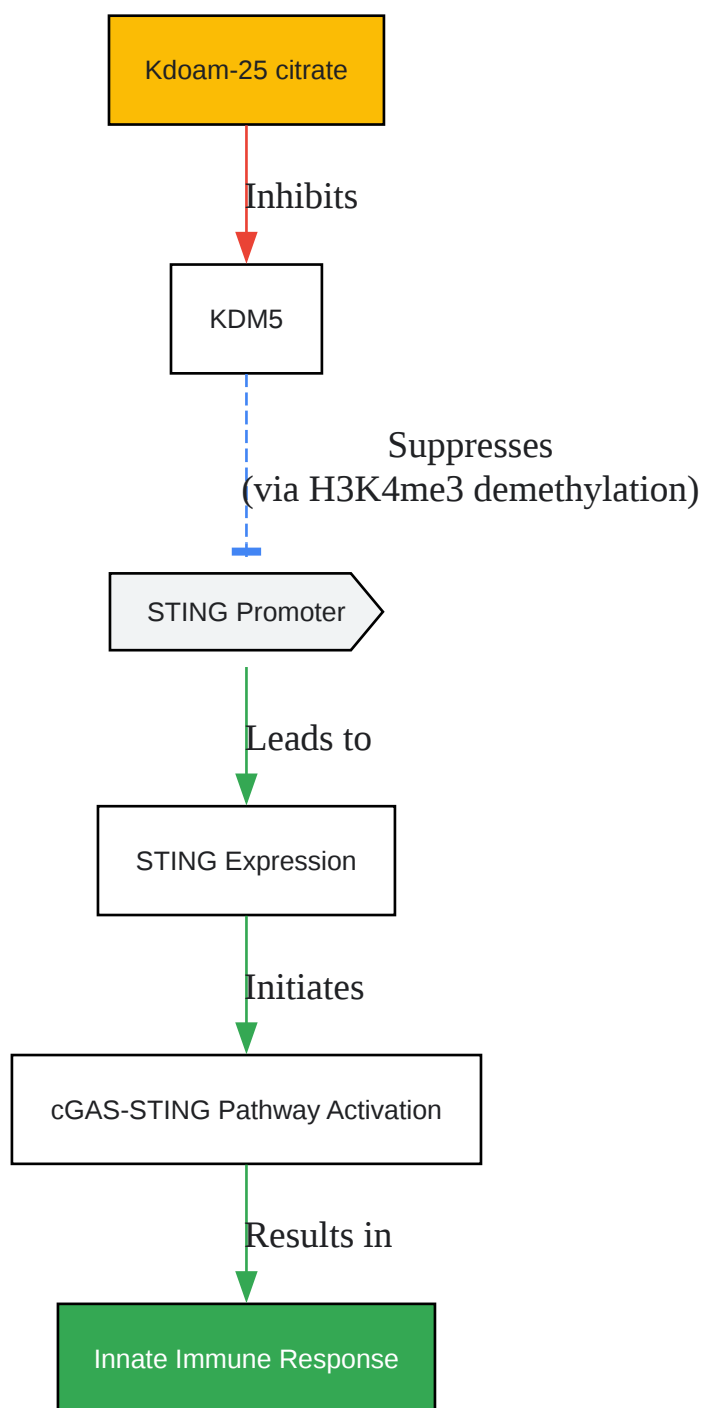 Kdoam-25 citrate
Inhibits
KDM5
Suppresses
(via H3K4me3 demethylation)
STING Promoter
Leads to
STING Expression
Initiates
cGAS-STING Pathway Activation
Results in
Innate Immune Response